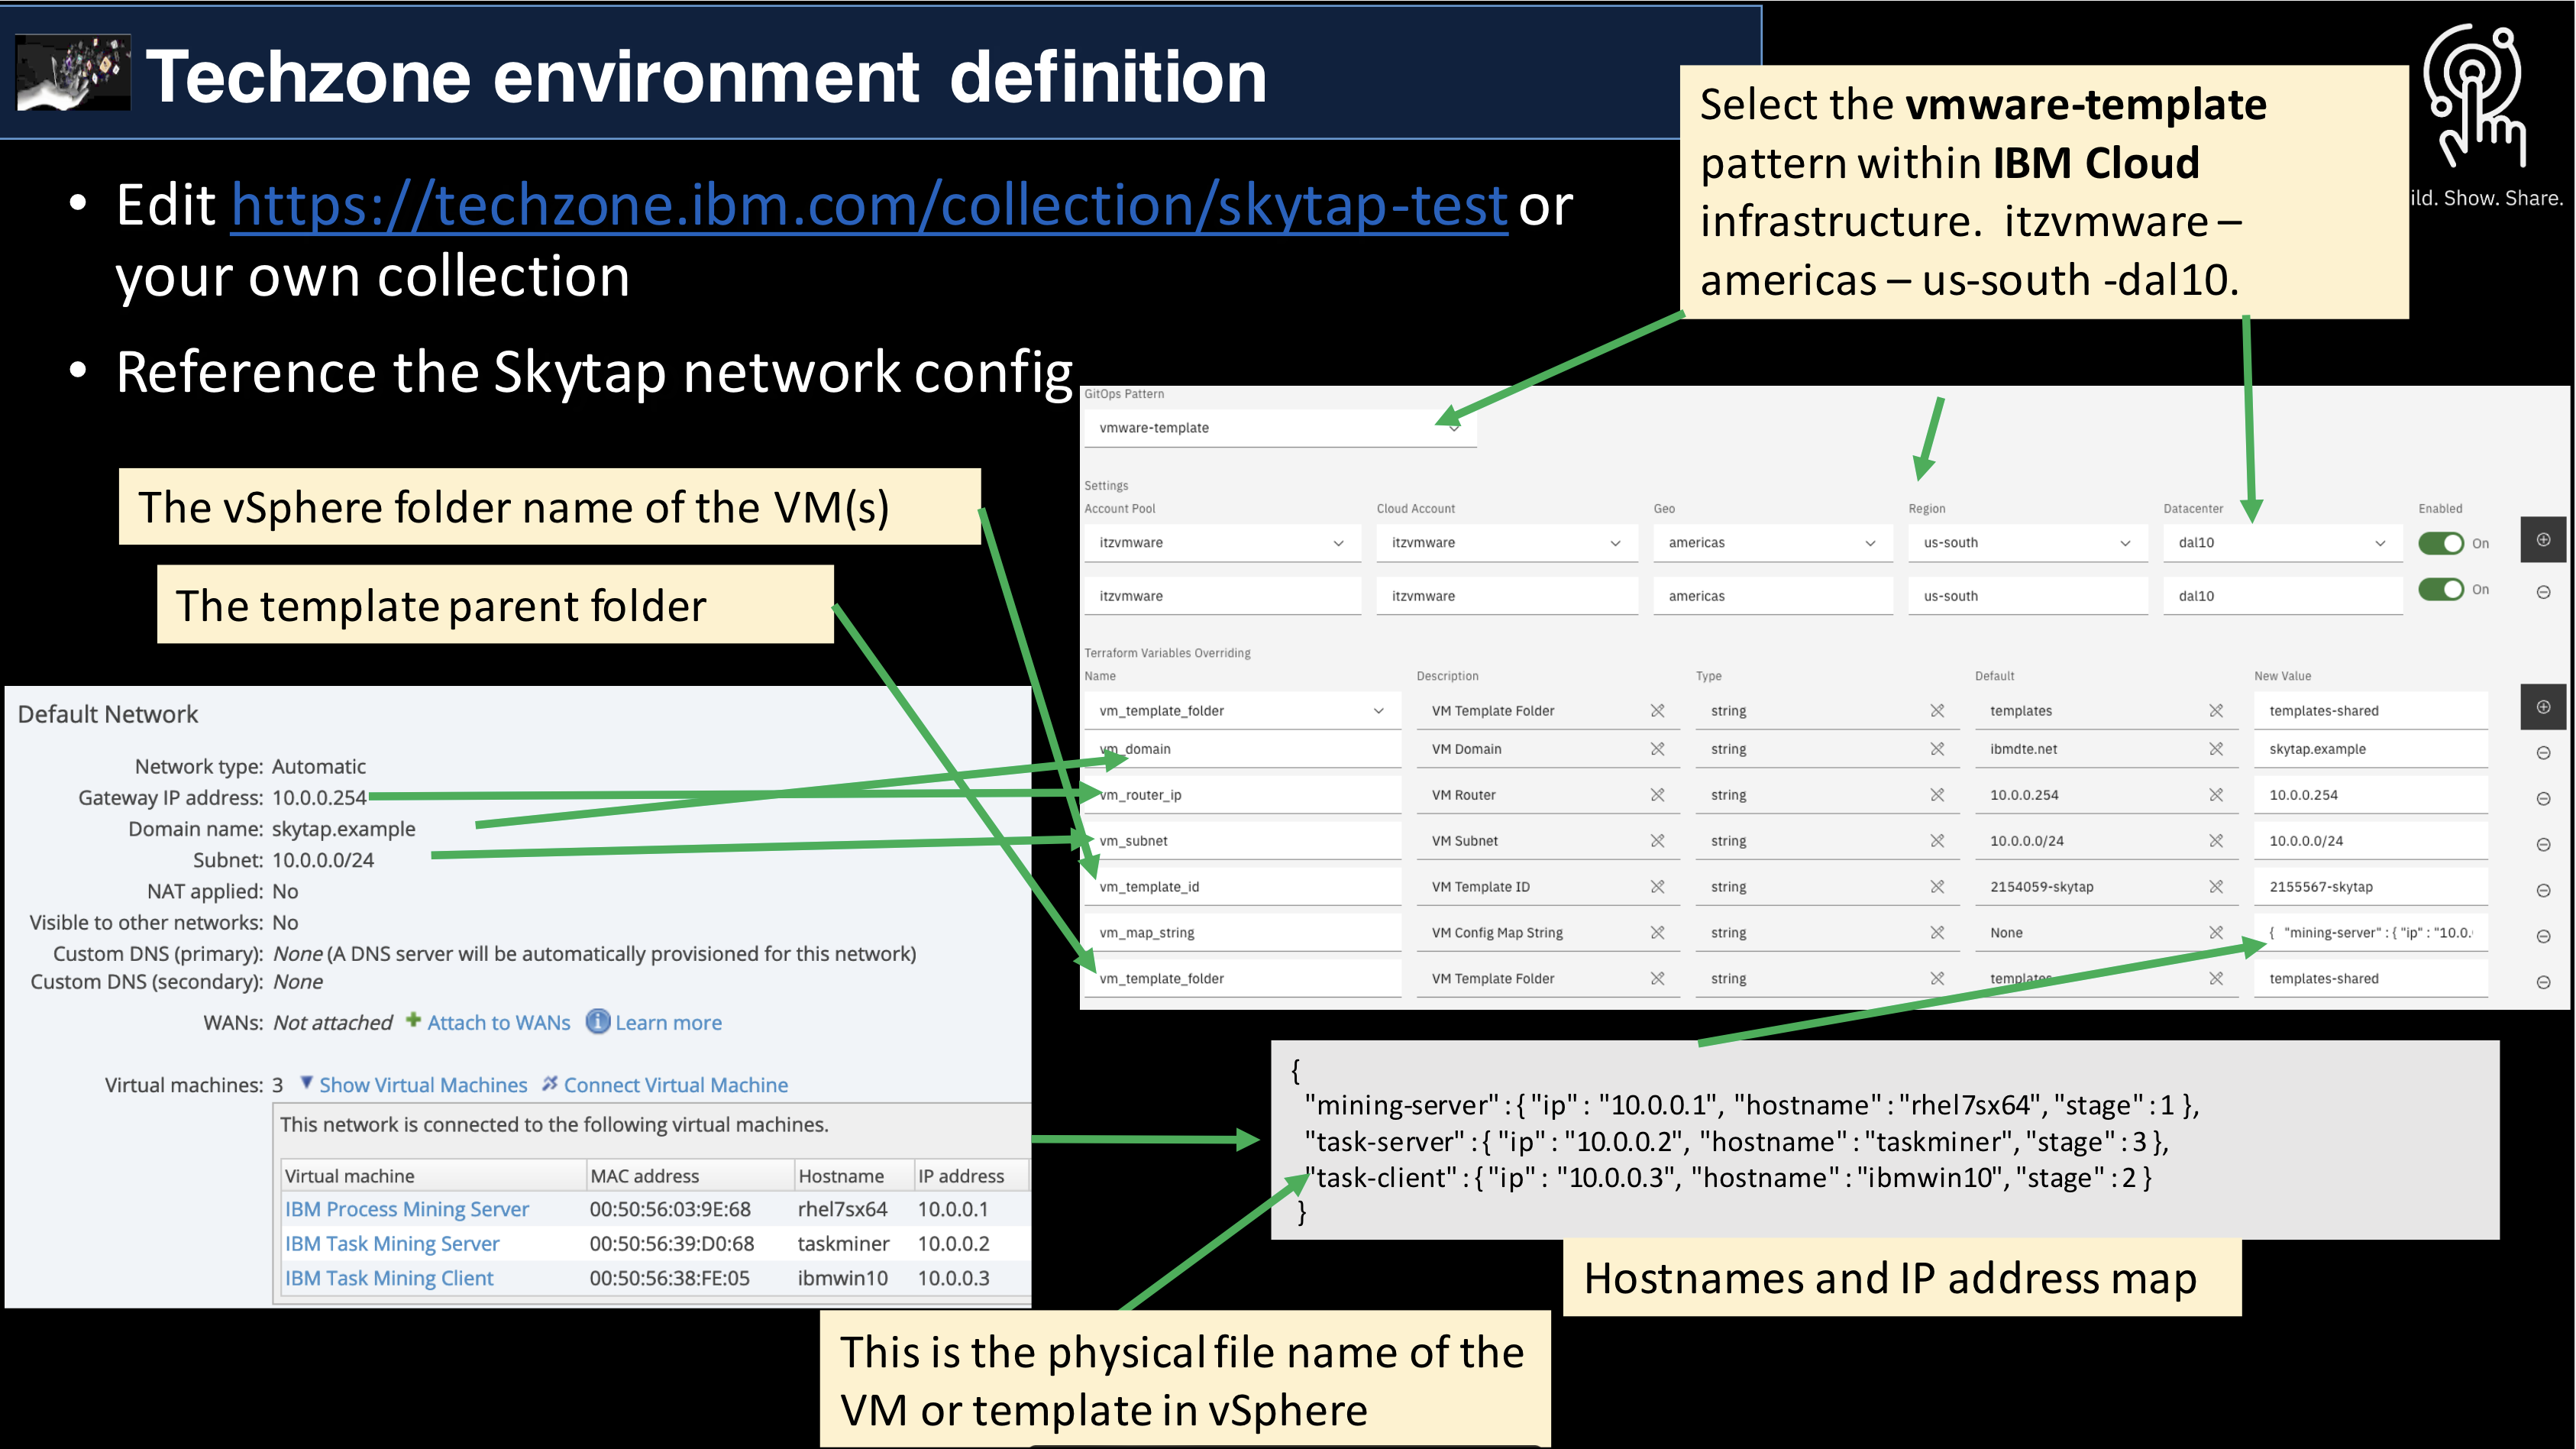 Techzone environment definition
Select the vmware-template
pattern within IBM Cloud
infrastructure. itzvmware –
americas – us-south -dal10.
ild. Show. Share.
• Edit https://techzone.ibm.com/collection/skytap-test or
your own collection
• Reference the Skytap network config
The vSphere folder name of the VM(s)
The template parent folder
GitOps Pattern
vmware-template
Settings
Account Pool Cloud Account Geo Region Datacenter Enabled
itzvmware itzvmware americas us-south dal10 On
itzvmware itzvmware americas us-south dal10 On
Terraform Variables Overriding
Name Description Type Default New Value
vm_template_folder VM Template Folder string templates templates-shared
vm_domain VM Domain string ibmdte.net skytap.example
vm_router_ip VM Router string 10.0.0.254 10.0.0.254
vm_subnet VM Subnet string 10.0.0.0/24 10.0.0.0/24
vm_template_id VM Template ID string 2154059-skytap 2155567-skytap
vm_map_string VM Config Map String string None { "mining-server" : { "ip" : "10.0.
vm_template_folder VM Template Folder string templates templates-shared
Default Network
Network type: Automatic
Gateway IP address: 10.0.0.254
Domain name: skytap.example
Subnet: 10.0.0.0/24
NAT applied: No
Visible to other networks: No
Custom DNS (primary): None (A DNS server will be automatically provisioned for this network)
Custom DNS (secondary): None
WANs: Not attached Attach to WANs Learn more
Virtual machines: 3 Show Virtual Machines Connect Virtual Machine
This network is connected to the following virtual machines.
Virtual machine MAC address Hostname IP address
IBM Process Mining Server 00:50:56:03:9E:68 rhel7sx64 10.0.0.1
IBM Task Mining Server 00:50:56:39:D0:68 taskminer 10.0.0.2
IBM Task Mining Client 00:50:56:38:FE:05 ibmwin10 10.0.0.3
{
"mining-server" : { "ip" : "10.0.0.1", "hostname" : "rhel7sx64", "stage" : 1 },
"task-server" : { "ip" : "10.0.0.2", "hostname" : "taskminer", "stage" : 3 },
"task-client" : { "ip" : "10.0.0.3", "hostname" : "ibmwin10", "stage" : 2 }
}
Hostnames and IP address map
This is the physical file name of the
VM or template in vSphere